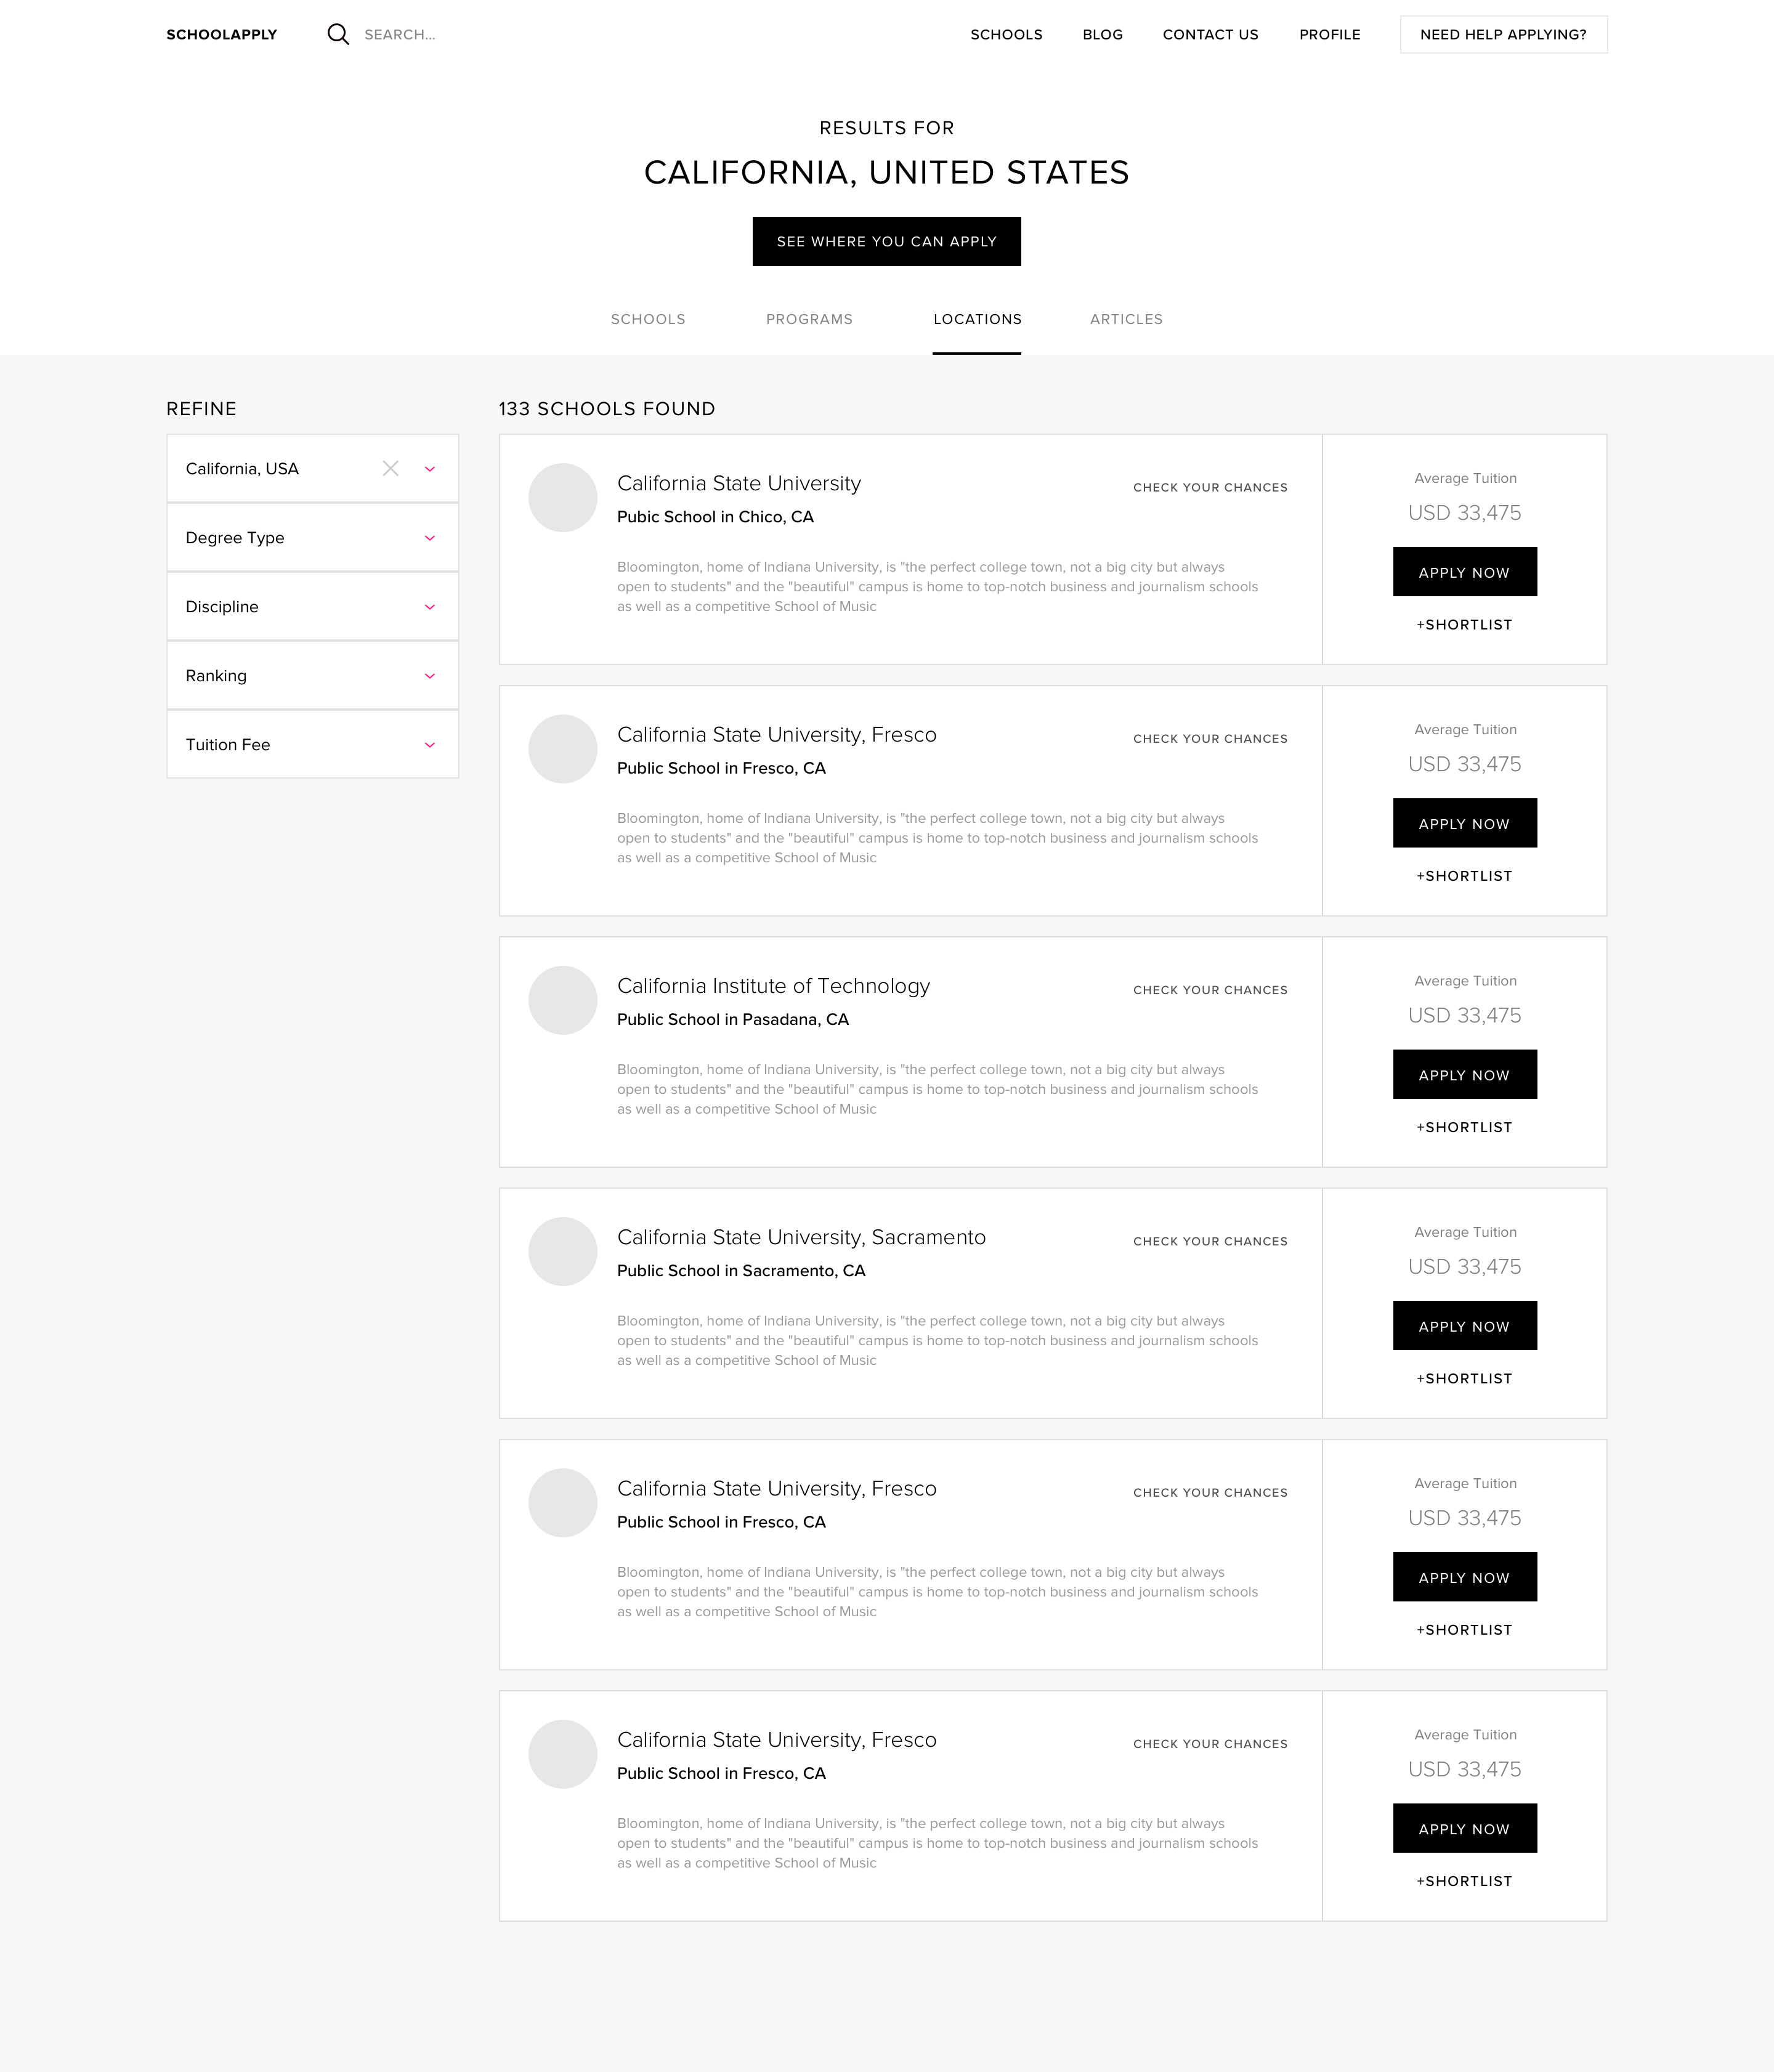 SCHOOLAPPLY
SEARCH...
SCHOOLS
BLOG
CONTACT US
PROFILE
NEED HELP APPLYING?
RESULTS FOR
CALIFORNIA, UNITED STATES
SEE WHERE YOU CAN APPLY
SCHOOLS
PROGRAMS
LOCATIONS
ARTICLES
REFINE
California, USA
Degree Type
Discipline
Ranking
Tuition Fee
133 SCHOOLS FOUND
California State University
CHECK YOUR CHANCES
Pubic School in Chico, CA
Bloomington, home of Indiana University, is "the perfect college town, not a big city but always
open to students" and the "beautiful" campus is home to top-notch business and journalism schools
as well as a competitive School of Music
Average Tuition
USD 33,475
APPLY NOW
+SHORTLIST
California State University, Fresco
CHECK YOUR CHANCES
Public School in Fresco, CA
Bloomington, home of Indiana University, is "the perfect college town, not a big city but always
open to students" and the "beautiful" campus is home to top-notch business and journalism schools
as well as a competitive School of Music
Average Tuition
USD 33,475
APPLY NOW
+SHORTLIST
California Institute of Technology
CHECK YOUR CHANCES
Public School in Pasadana, CA
Bloomington, home of Indiana University, is "the perfect college town, not a big city but always
open to students" and the "beautiful" campus is home to top-notch business and journalism schools
as well as a competitive School of Music
Average Tuition
USD 33,475
APPLY NOW
+SHORTLIST
California State University, Sacramento
CHECK YOUR CHANCES
Public School in Sacramento, CA
Bloomington, home of Indiana University, is "the perfect college town, not a big city but always
open to students" and the "beautiful" campus is home to top-notch business and journalism schools
as well as a competitive School of Music
Average Tuition
USD 33,475
APPLY NOW
+SHORTLIST
California State University, Fresco
CHECK YOUR CHANCES
Public School in Fresco, CA
Bloomington, home of Indiana University, is "the perfect college town, not a big city but always
open to students" and the "beautiful" campus is home to top-notch business and journalism schools
as well as a competitive School of Music
Average Tuition
USD 33,475
APPLY NOW
+SHORTLIST
California State University, Fresco
CHECK YOUR CHANCES
Public School in Fresco, CA
Bloomington, home of Indiana University, is "the perfect college town, not a big city but always
open to students" and the "beautiful" campus is home to top-notch business and journalism schools
as well as a competitive School of Music
Average Tuition
USD 33,475
APPLY NOW
+SHORTLIST